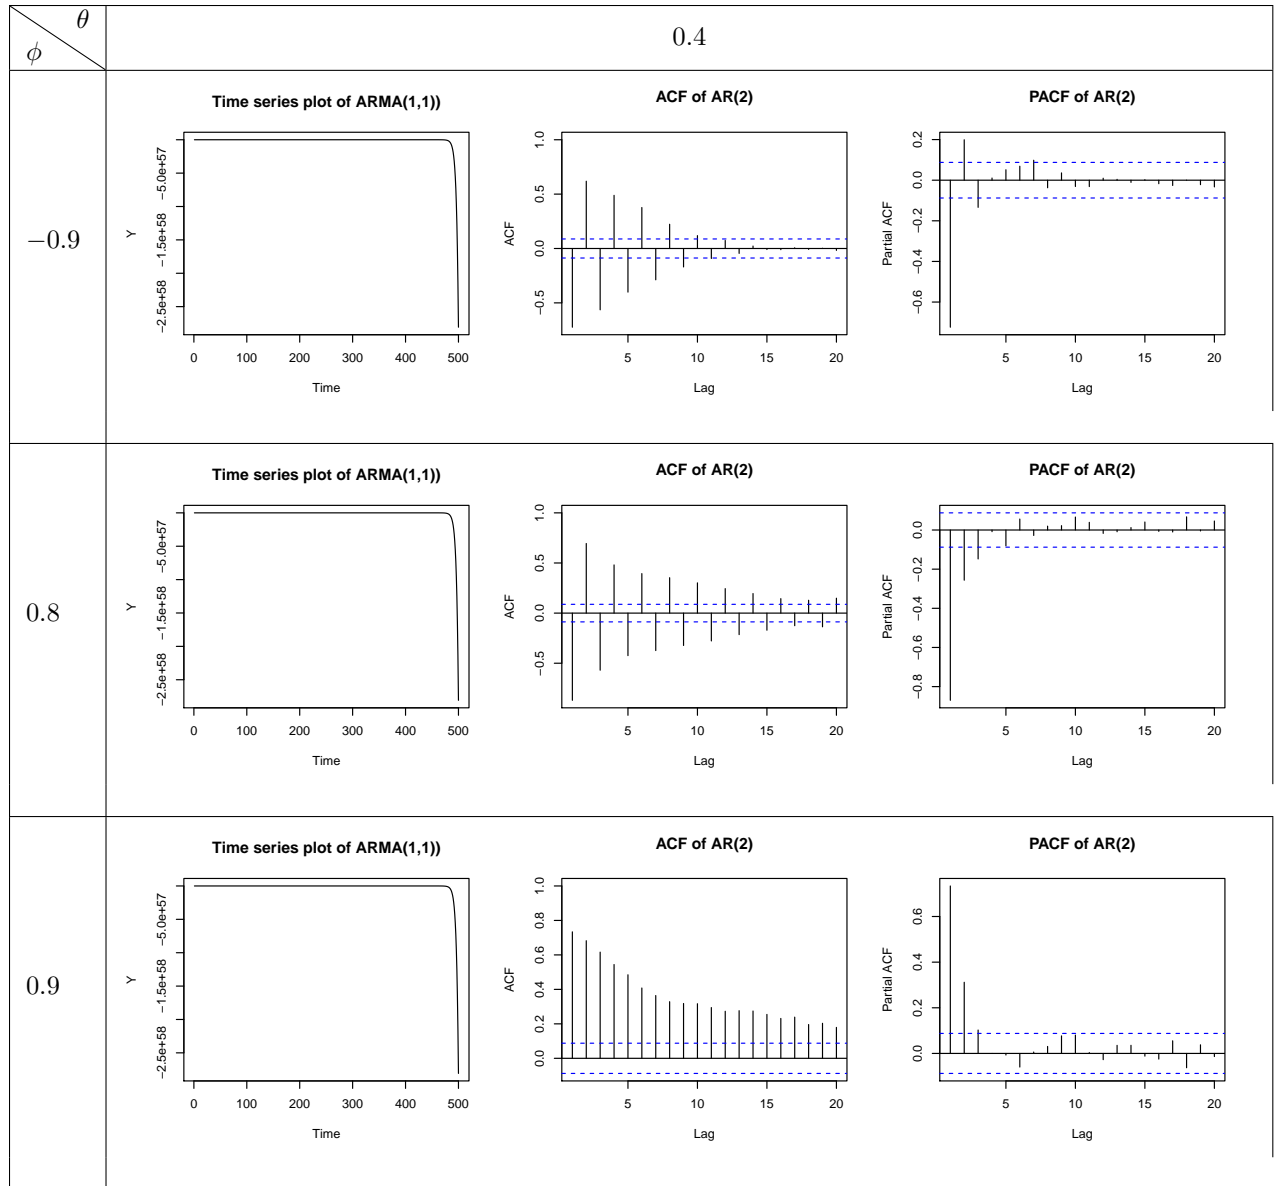 θ
ϕ
0.4
−0.9
Time series plot of ARMA(1,1))
Y
−2.5e+58 −1.5e+58 −5.0e+57
0 100 200 300 400 500
Time
ACF of AR(2)
ACF
−0.5 0.0 0.5 1.0
5 10 15 20
Lag
PACF of AR(2)
Partial ACF
−0.6 −0.4 −0.2 0.0 0.2
5 10 15 20
Lag
0.8
Time series plot of ARMA(1,1))
Y
−2.5e+58 −1.5e+58 −5.0e+57
0 100 200 300 400 500
Time
ACF of AR(2)
ACF
−0.5 0.0 0.5 1.0
5 10 15 20
Lag
PACF of AR(2)
Partial ACF
−0.8 −0.6 −0.4 −0.2 0.0
5 10 15 20
Lag
0.9
Time series plot of ARMA(1,1))
Y
−2.5e+58 −1.5e+58 −5.0e+57
0 100 200 300 400 500
Time
ACF of AR(2)
ACF
0.0 0.2 0.4 0.6 0.8 1.0
5 10 15 20
Lag
PACF of AR(2)
Partial ACF
0.0 0.2 0.4 0.6
5 10 15 20
Lag